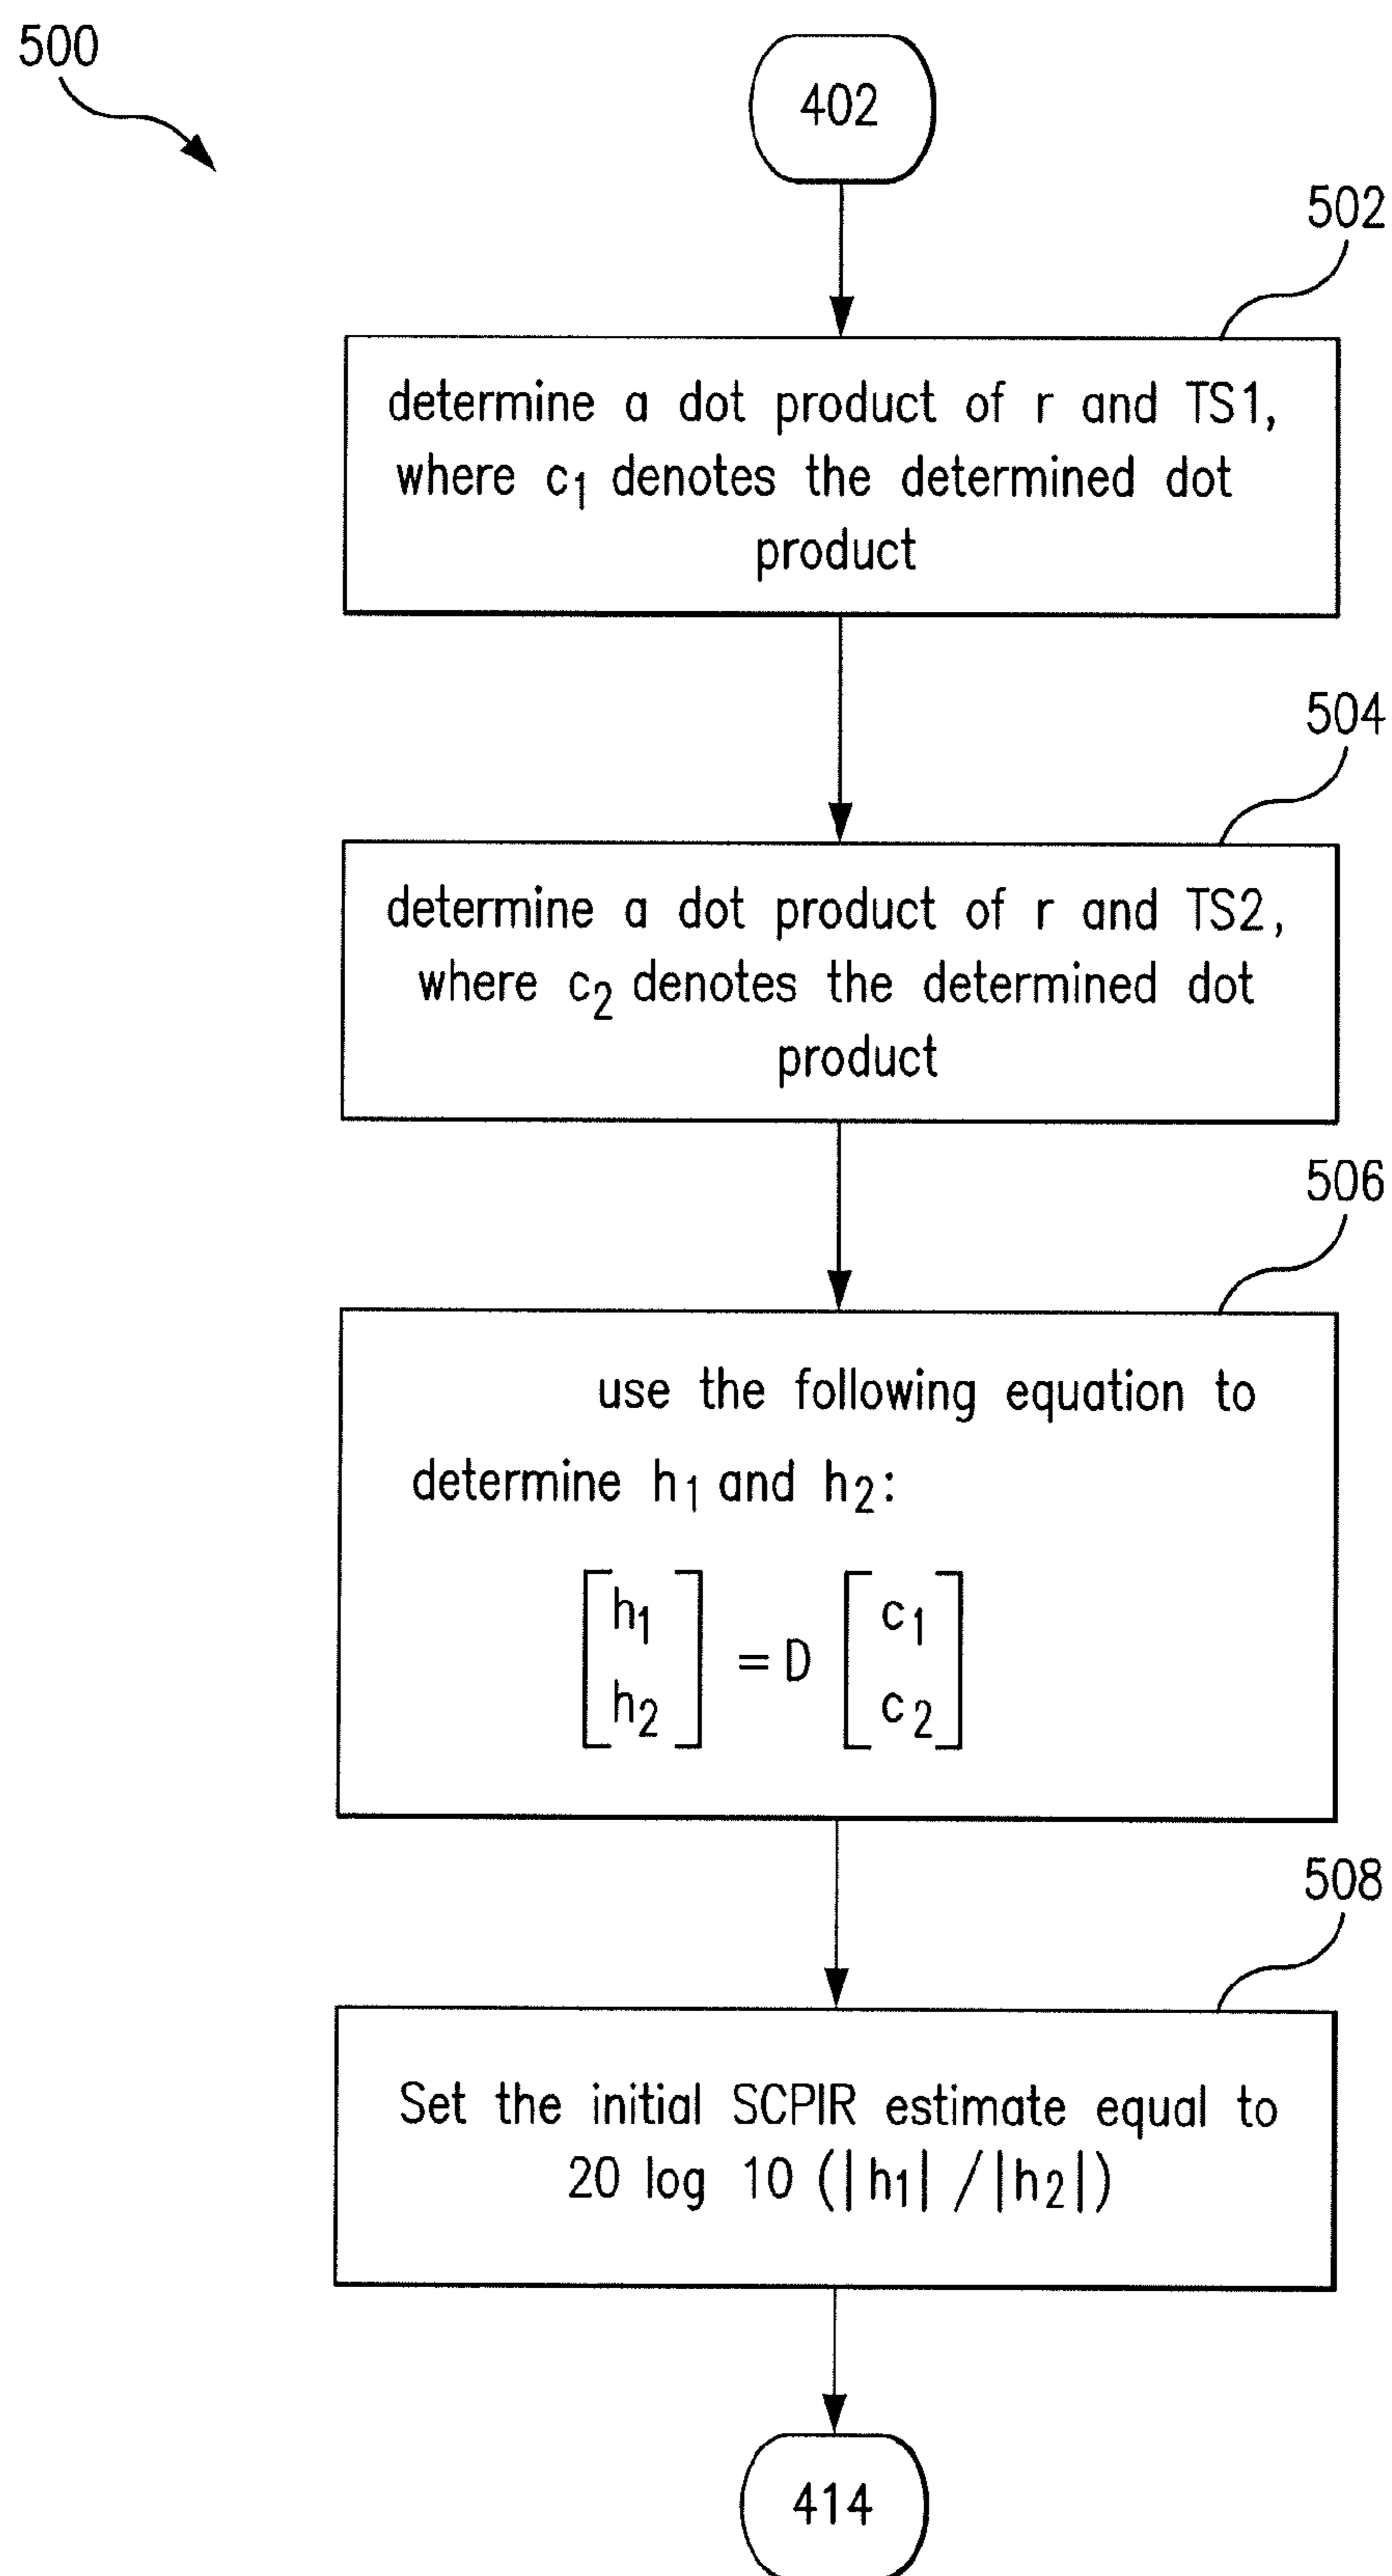 500
402
502
determine a dot product of r and TS1,
where c1 denotes the determined dot
product
504
determine a dot product of r and TS2,
where c2 denotes the determined dot
product
506
use the following equation to
determine h1 and h2:
[h1 h2] = D [c1 c2]
508
Set the initial SCPIR estimate equal to
20 log 10 (|h1| / |h2|)
414